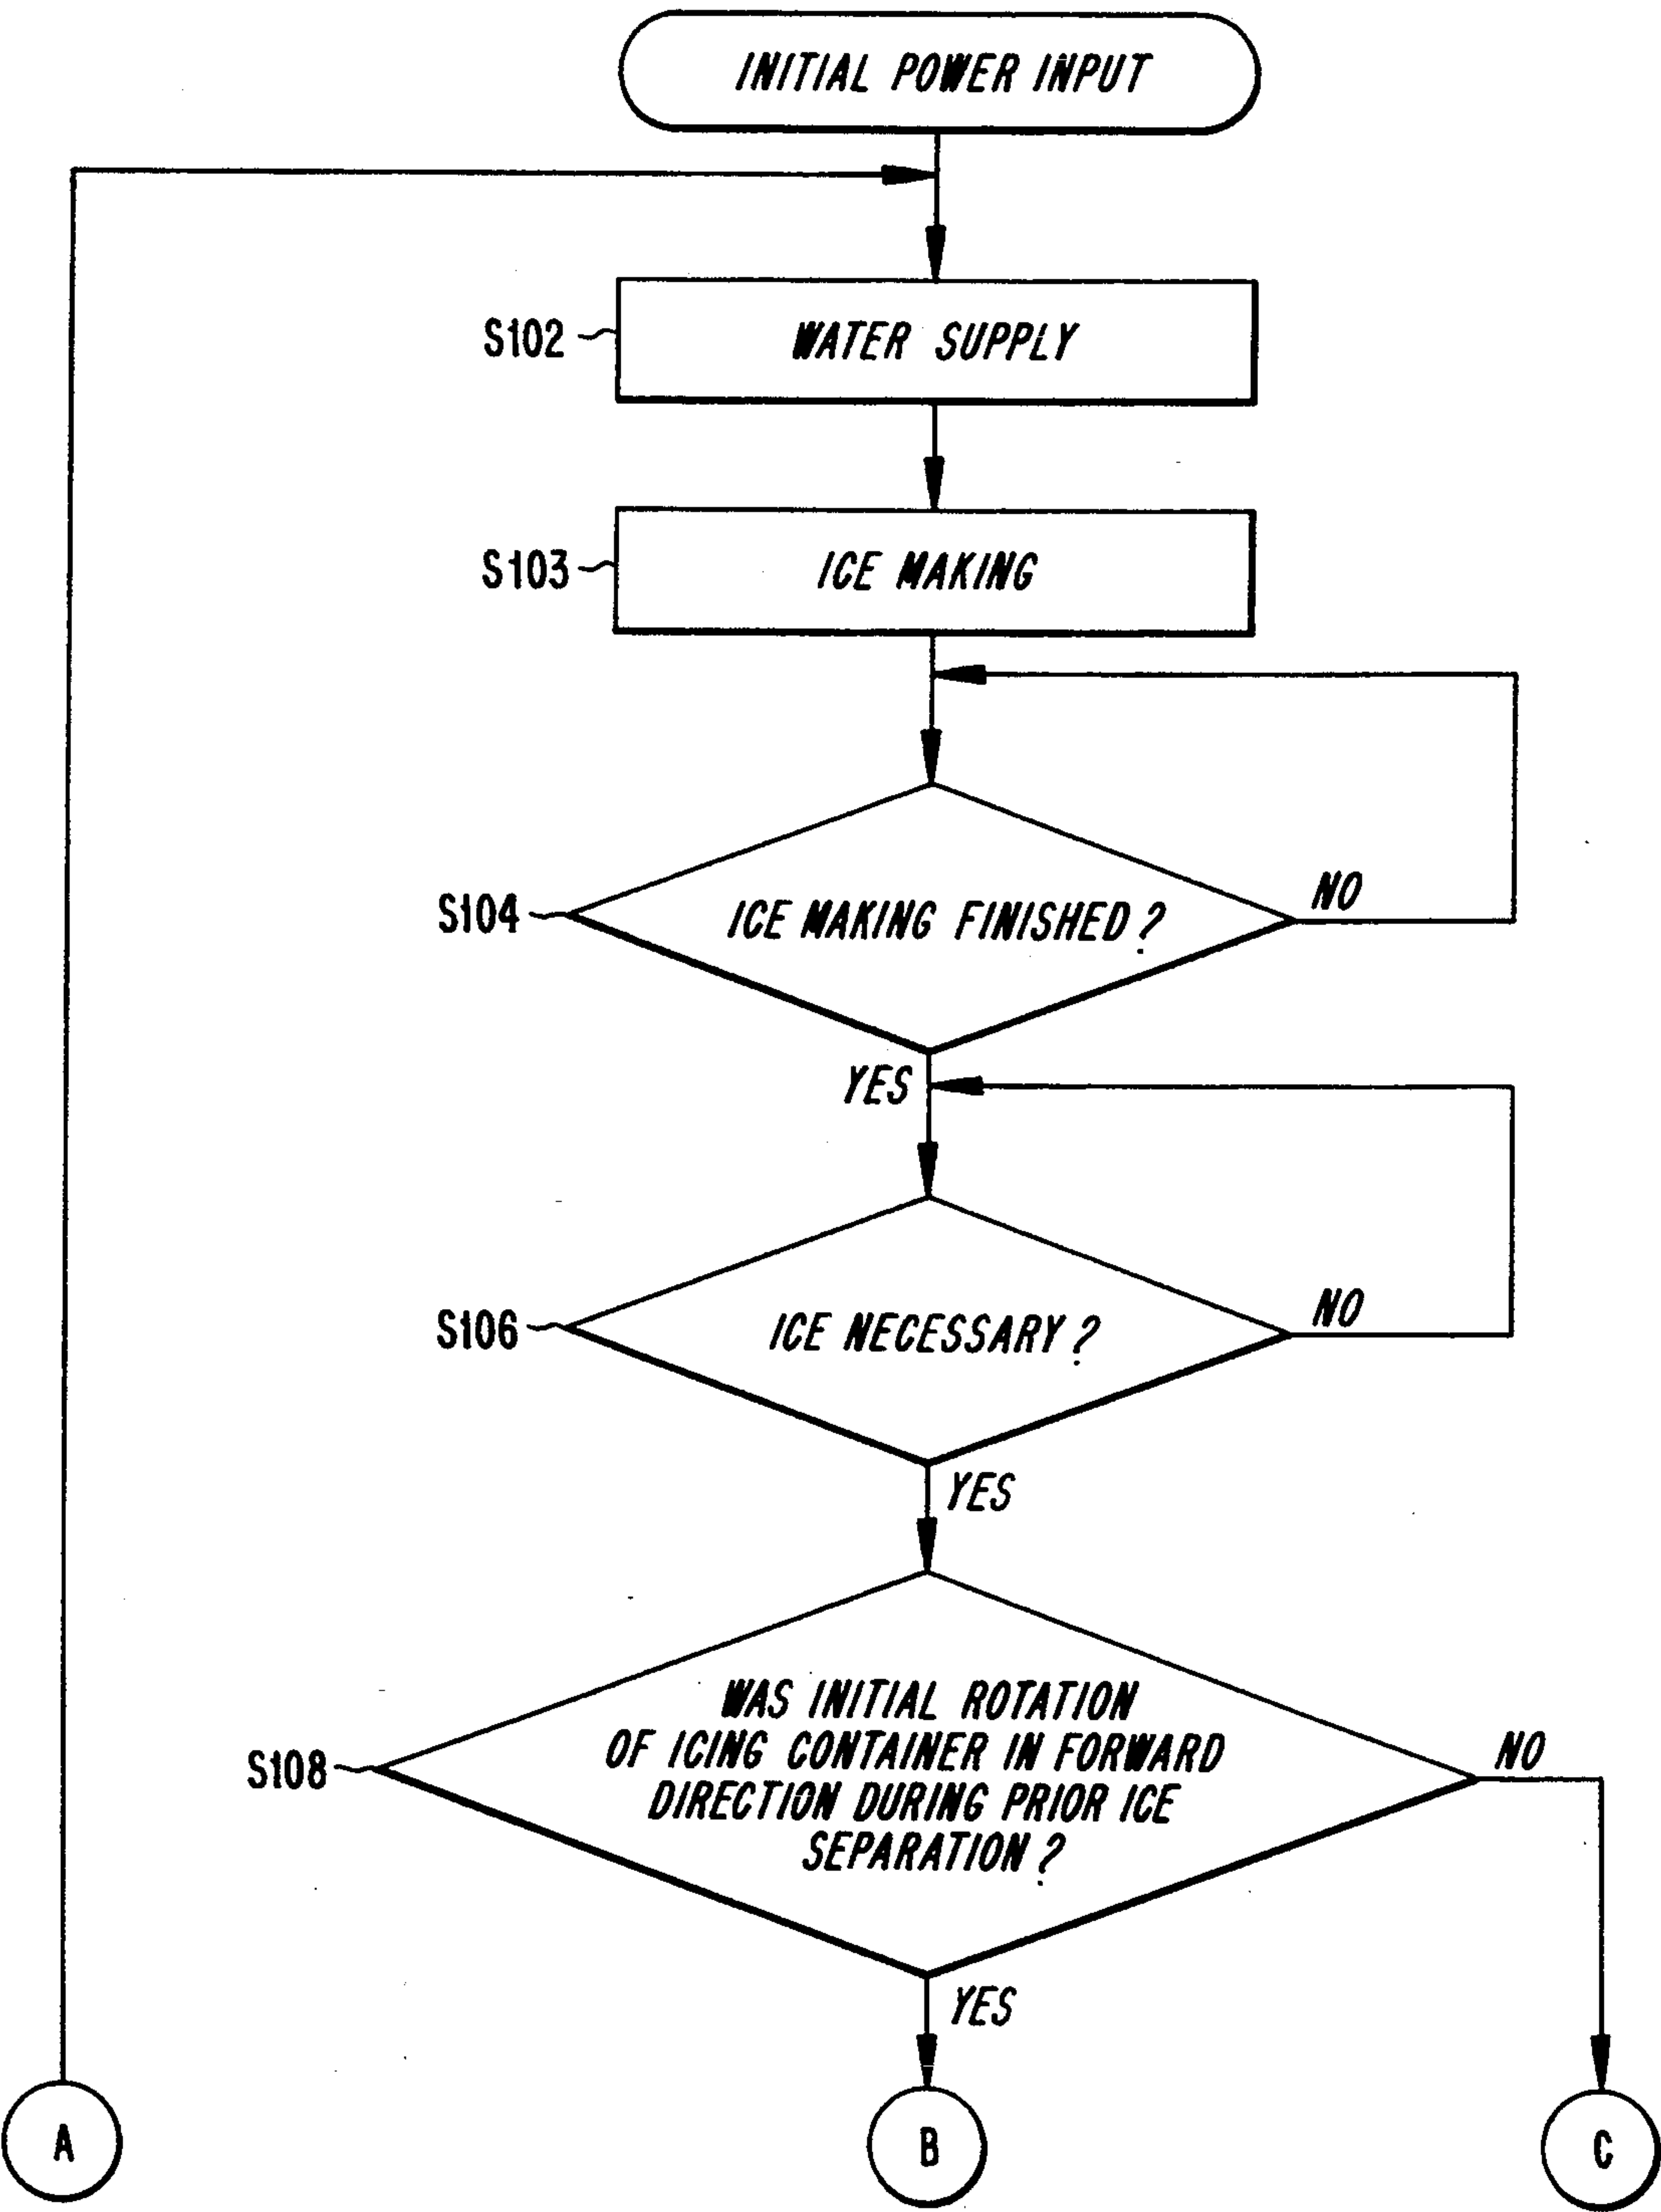 INITIAL POWER INPUT
S102
WATER SUPPLY
S103
ICE MAKING
S104
ICE MAKING FINISHED?
NO
YES
S106
ICE NECESSARY?
NO
YES
S108
WAS INITIAL ROTATION
OF ICING CONTAINER IN FORWARD
DIRECTION DURING PRIOR ICE
SEPARATION?
NO
YES
A
B
C